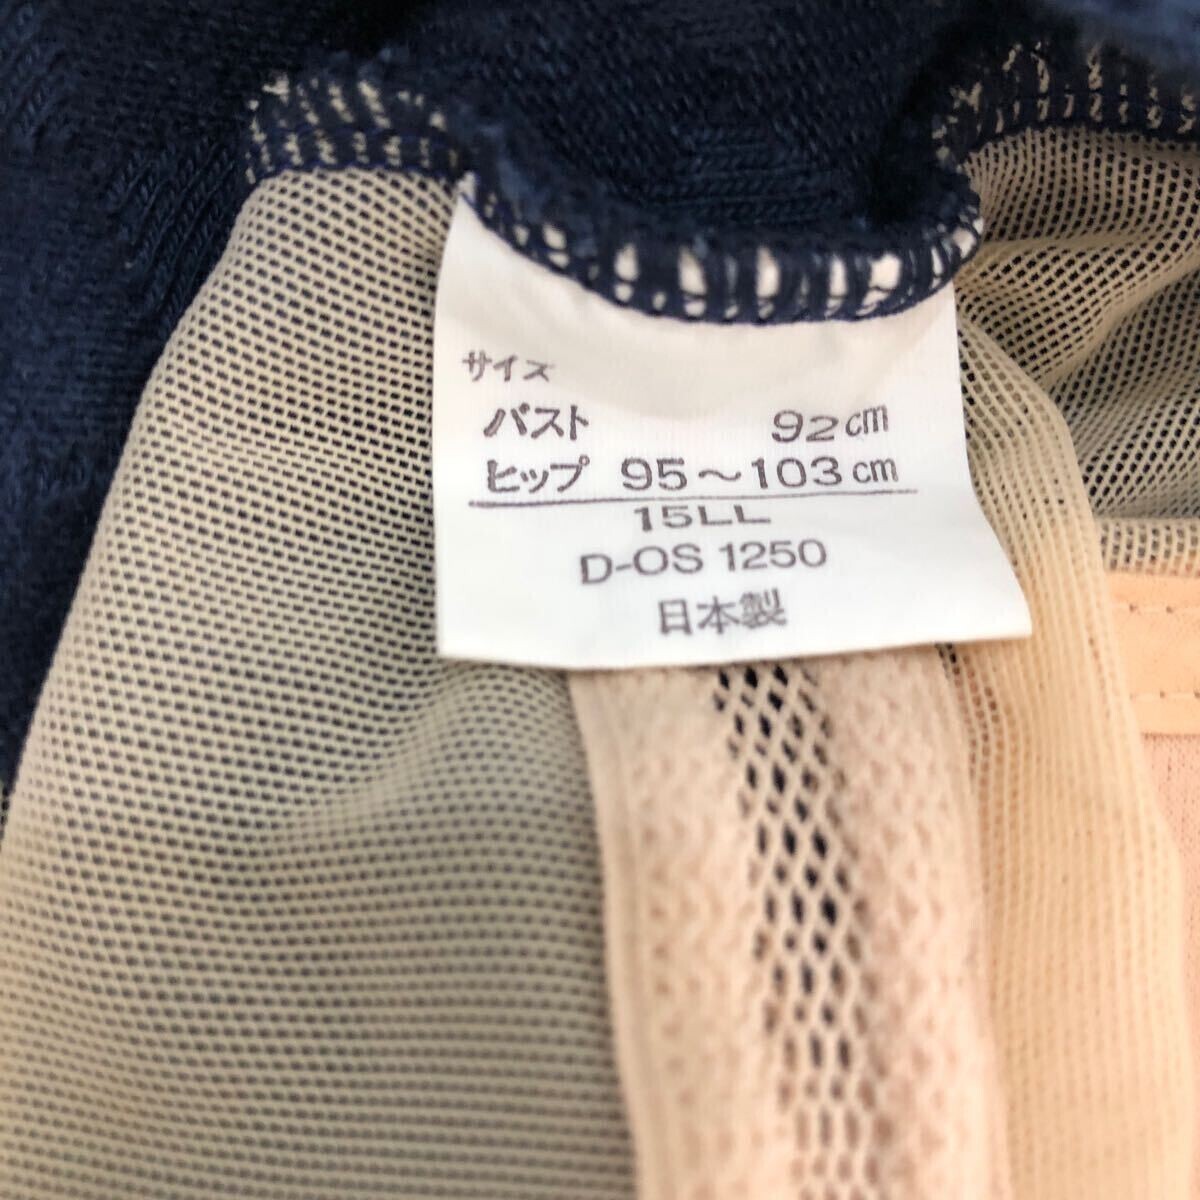 サイズ
バスト 92cm
ヒップ 95～103cm
15LL
D-OS 1250
日本製